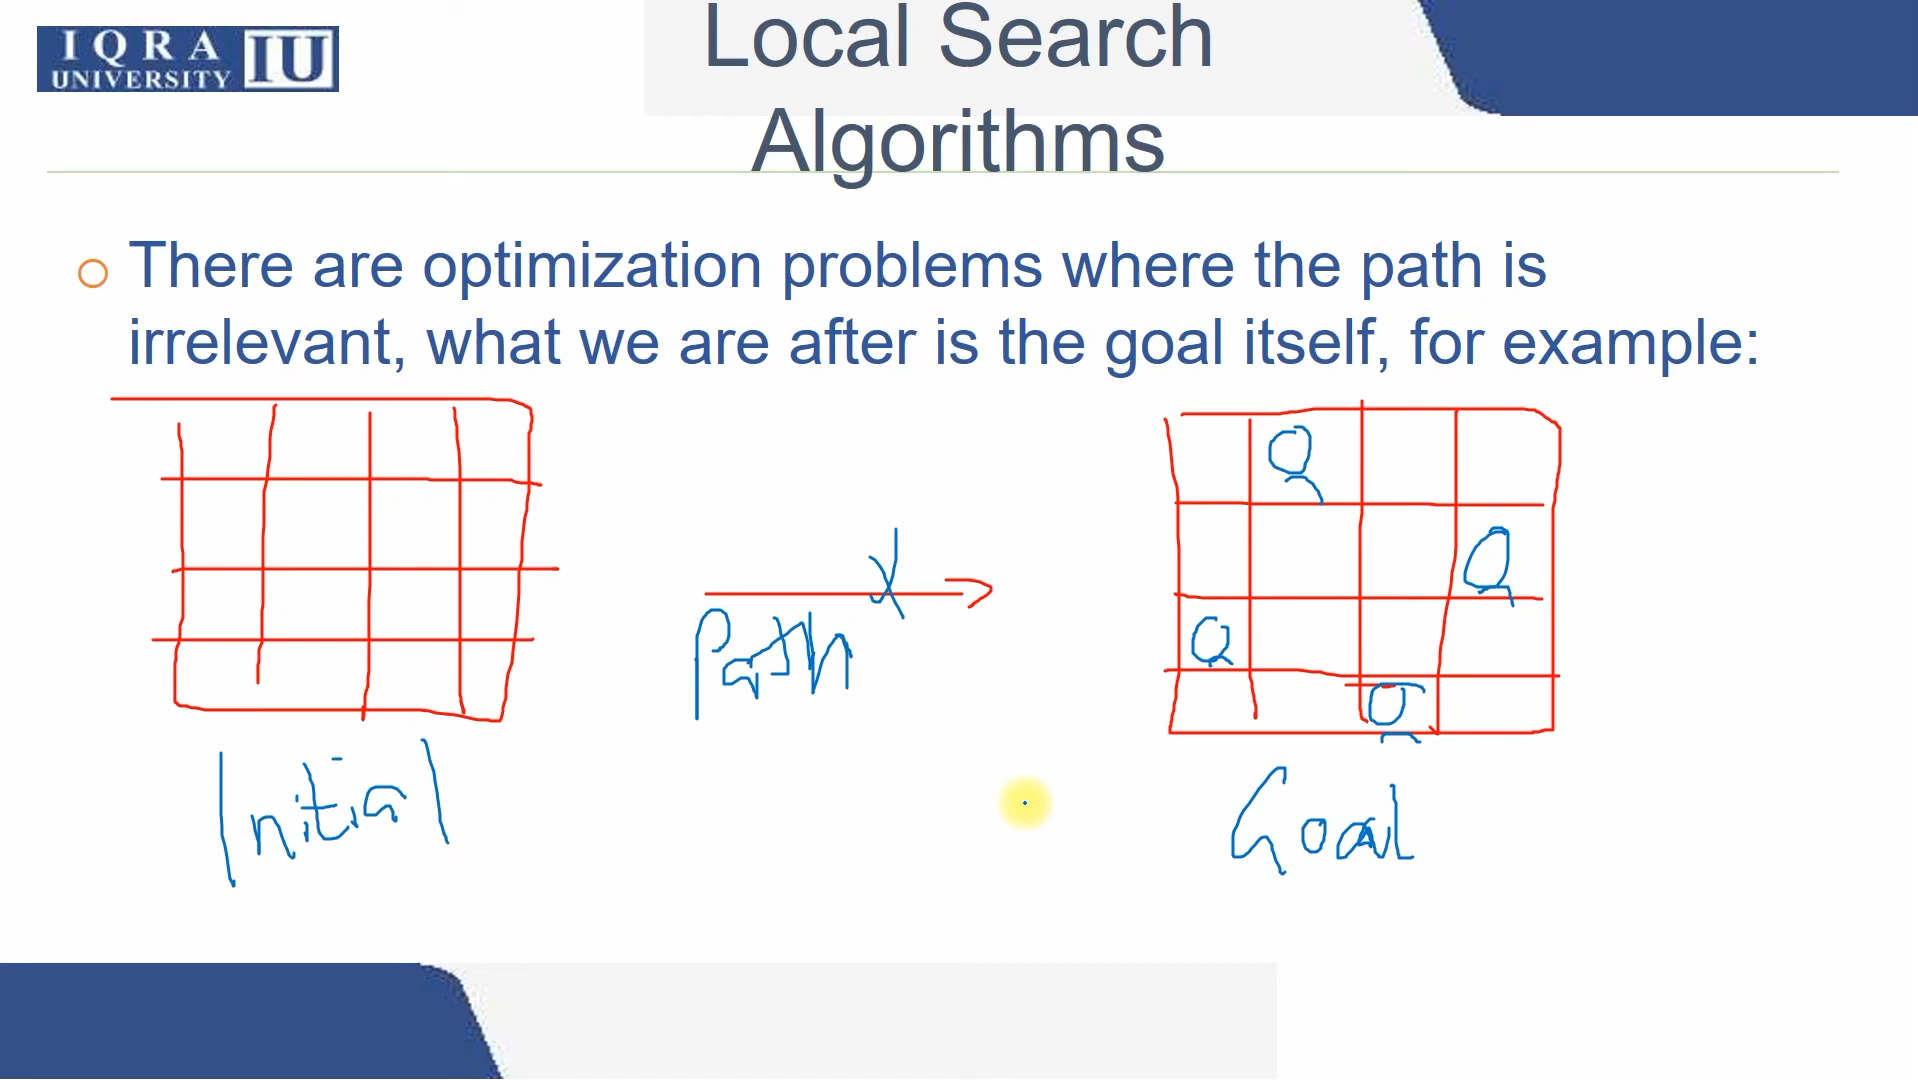 IQRA
UNIVERSITY IU
Local Search
Algorithms
There are optimization problems where the path is
irrelevant, what we are after is the goal itself, for example:
Q
Q
Path
Q
Q
Initial
Goal